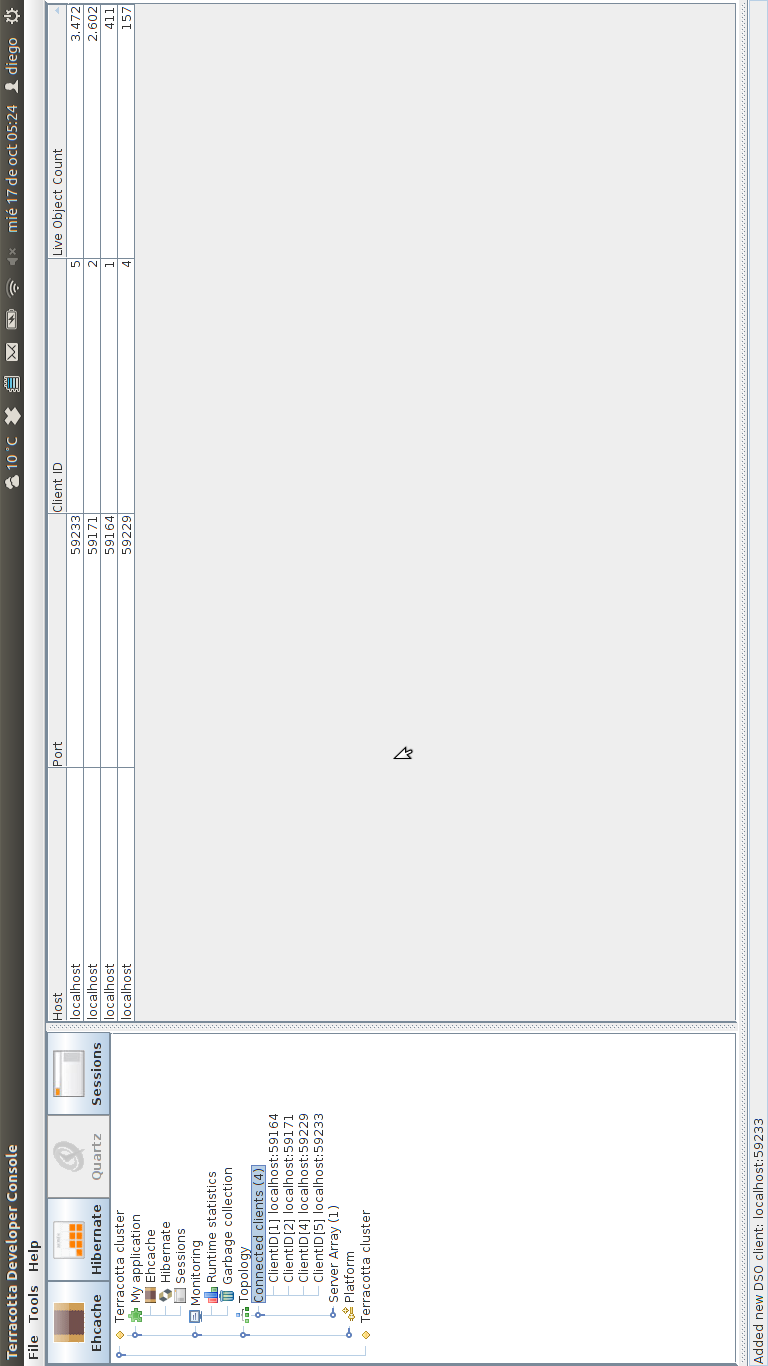 Terracotta Developer Console
10 °C
mié 17 de oct 05:24
diego
File Tools Help
Ehcache
Hibernate
Quartz
Sessions
Terracotta cluster
My application
Ehcache
Hibernate
Sessions
Monitoring
Runtime statistics
Garbage collection
Topology
Connected clients (4)
ClientID[1] localhost:59164
ClientID[2] localhost:59171
ClientID[4] localhost:59229
ClientID[5] localhost:59233
Server Array (1)
Platform
Terracotta cluster
Host Port Client ID Live Object Count
localhost 59233 5 3.472
localhost 59171 2 2.602
localhost 59164 1 411
localhost 59229 4 157
Added new DSO client: localhost:59233